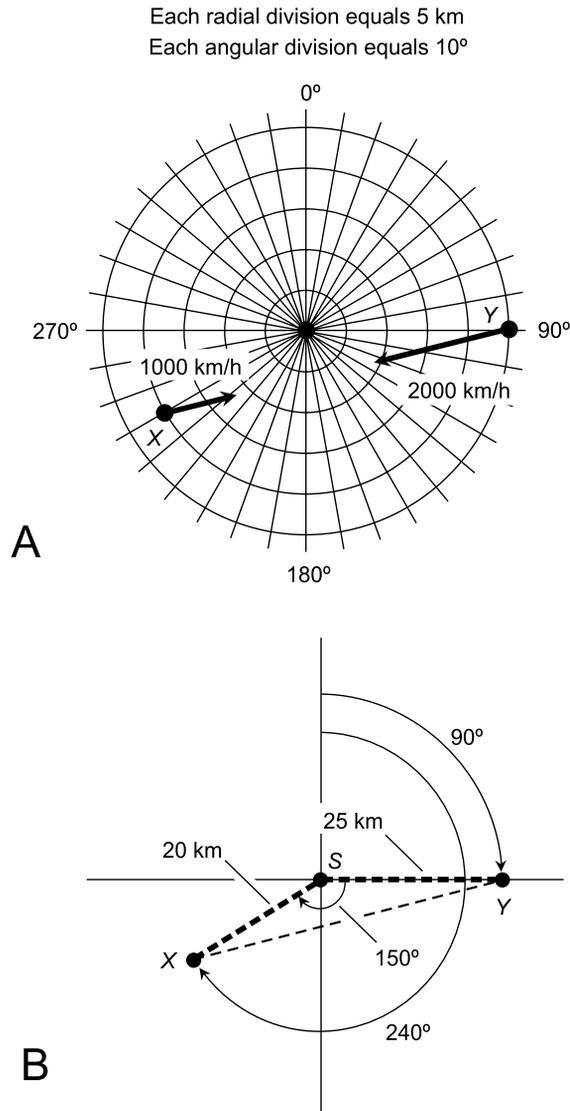 Each radial division equals 5 km
Each angular division equals 10º
0º
Y
270º
90º
1000 km/h
2000 km/h
X
A
180º
90º
25 km
20 km
S
Y
X
150º
240º
B